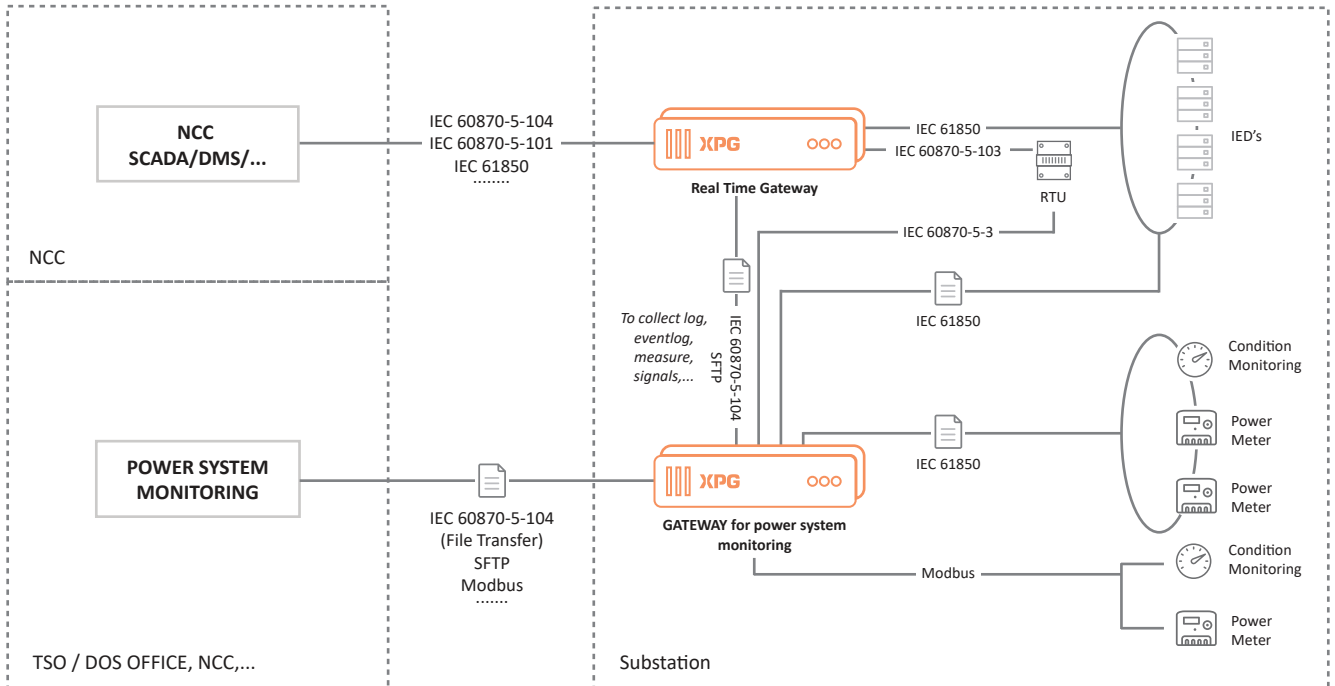 NCC
SCADA/DMS/...
NCC
IEC 60870-5-104
IEC 60870-5-101
IEC 61850
........
XPG
Real Time Gateway
IEC 61850
IEC 60870-5-103
RTU
IED's
IEC 60870-5-3
IEC 61850
To collect log,
eventlog,
measure,
signals,...
IEC 60870-5-104
SFTP
Condition
Monitoring
Power
Meter
Power
Meter
IEC 61850
POWER SYSTEM
MONITORING
IEC 60870-5-104
(File Transfer)
SFTP
Modbus
.......
XPG
GATEWAY for power system
monitoring
Modbus
Condition
Monitoring
Power
Meter
TSO / DOS OFFICE, NCC,...
Substation